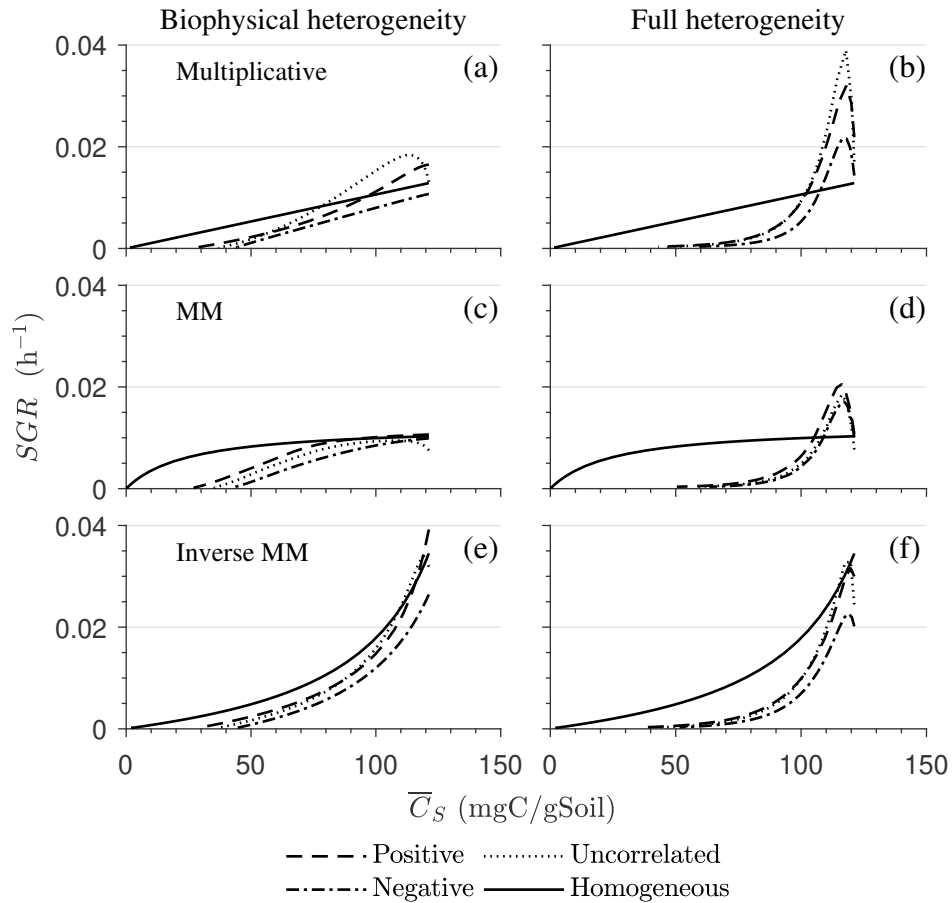 Biophysical heterogeneity Full heterogeneity
0.04 Multiplicative (a) (b)
0.02
0
0.04 MM (c) (d)
0.02
0
SGR (h⁻¹)
0.04 Inverse MM (e) (f)
0.02
0
0 50 100 150 0 50 100 150
C̅_S (mgC/gSoil)
Positive Uncorrelated
Negative Homogeneous